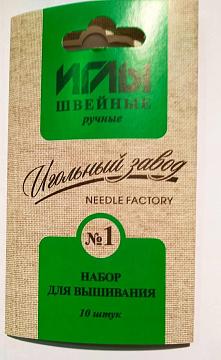 ИГЛЫ
ШВЕЙНЫЕ
ручные
Игольный завод
NEEDLE FACTORY
№1
НАБОР
ДЛЯ ВЫШИВАНИЯ
10 штук